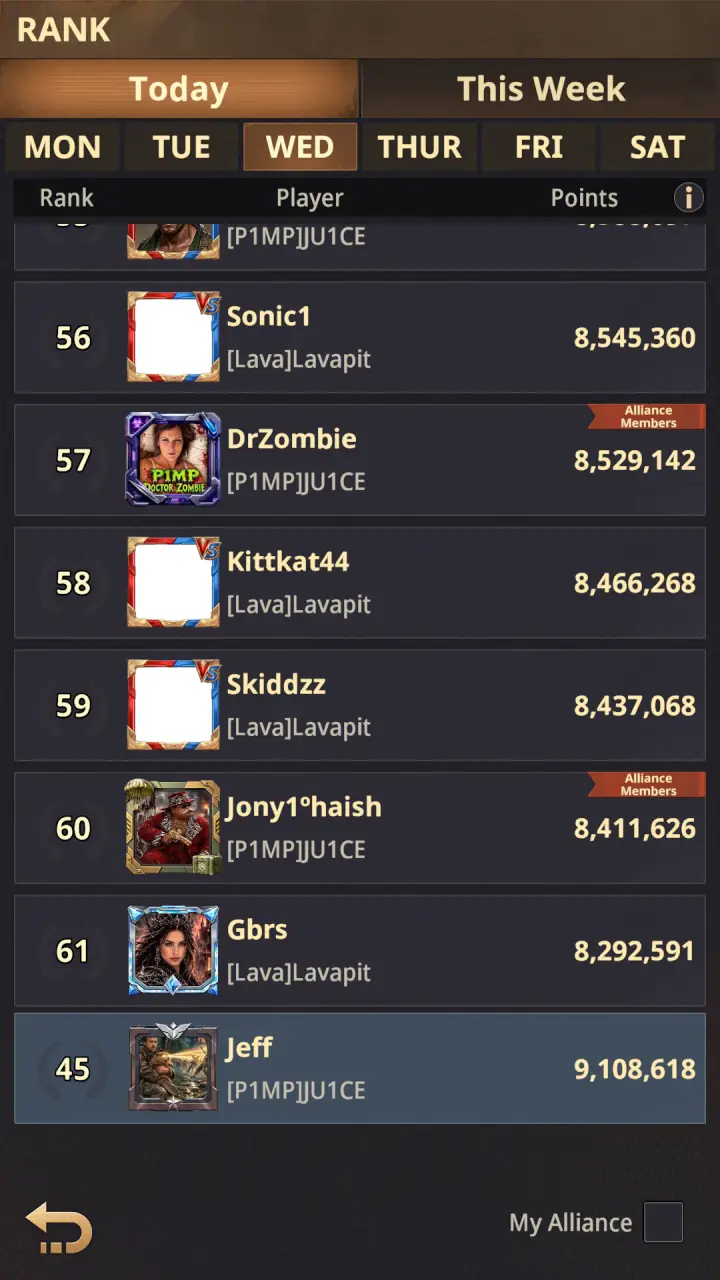 RANK
Today
This Week
MON
TUE
WED
THUR
FRI
SAT
Rank
Player
Points
[P1MP]JU1CE
56
Sonic1
[Lava]Lavapit
8,545,360
57
P1MP
DOCTOR ZOMBIE
DrZombie
[P1MP]JU1CE
Alliance
Members
8,529,142
58
Kittkat44
[Lava]Lavapit
8,466,268
59
Skiddzz
[Lava]Lavapit
8,437,068
60
Jony1°haish
[P1MP]JU1CE
Alliance
Members
8,411,626
61
Gbrs
[Lava]Lavapit
8,292,591
45
Jeff
[P1MP]JU1CE
9,108,618
My Alliance